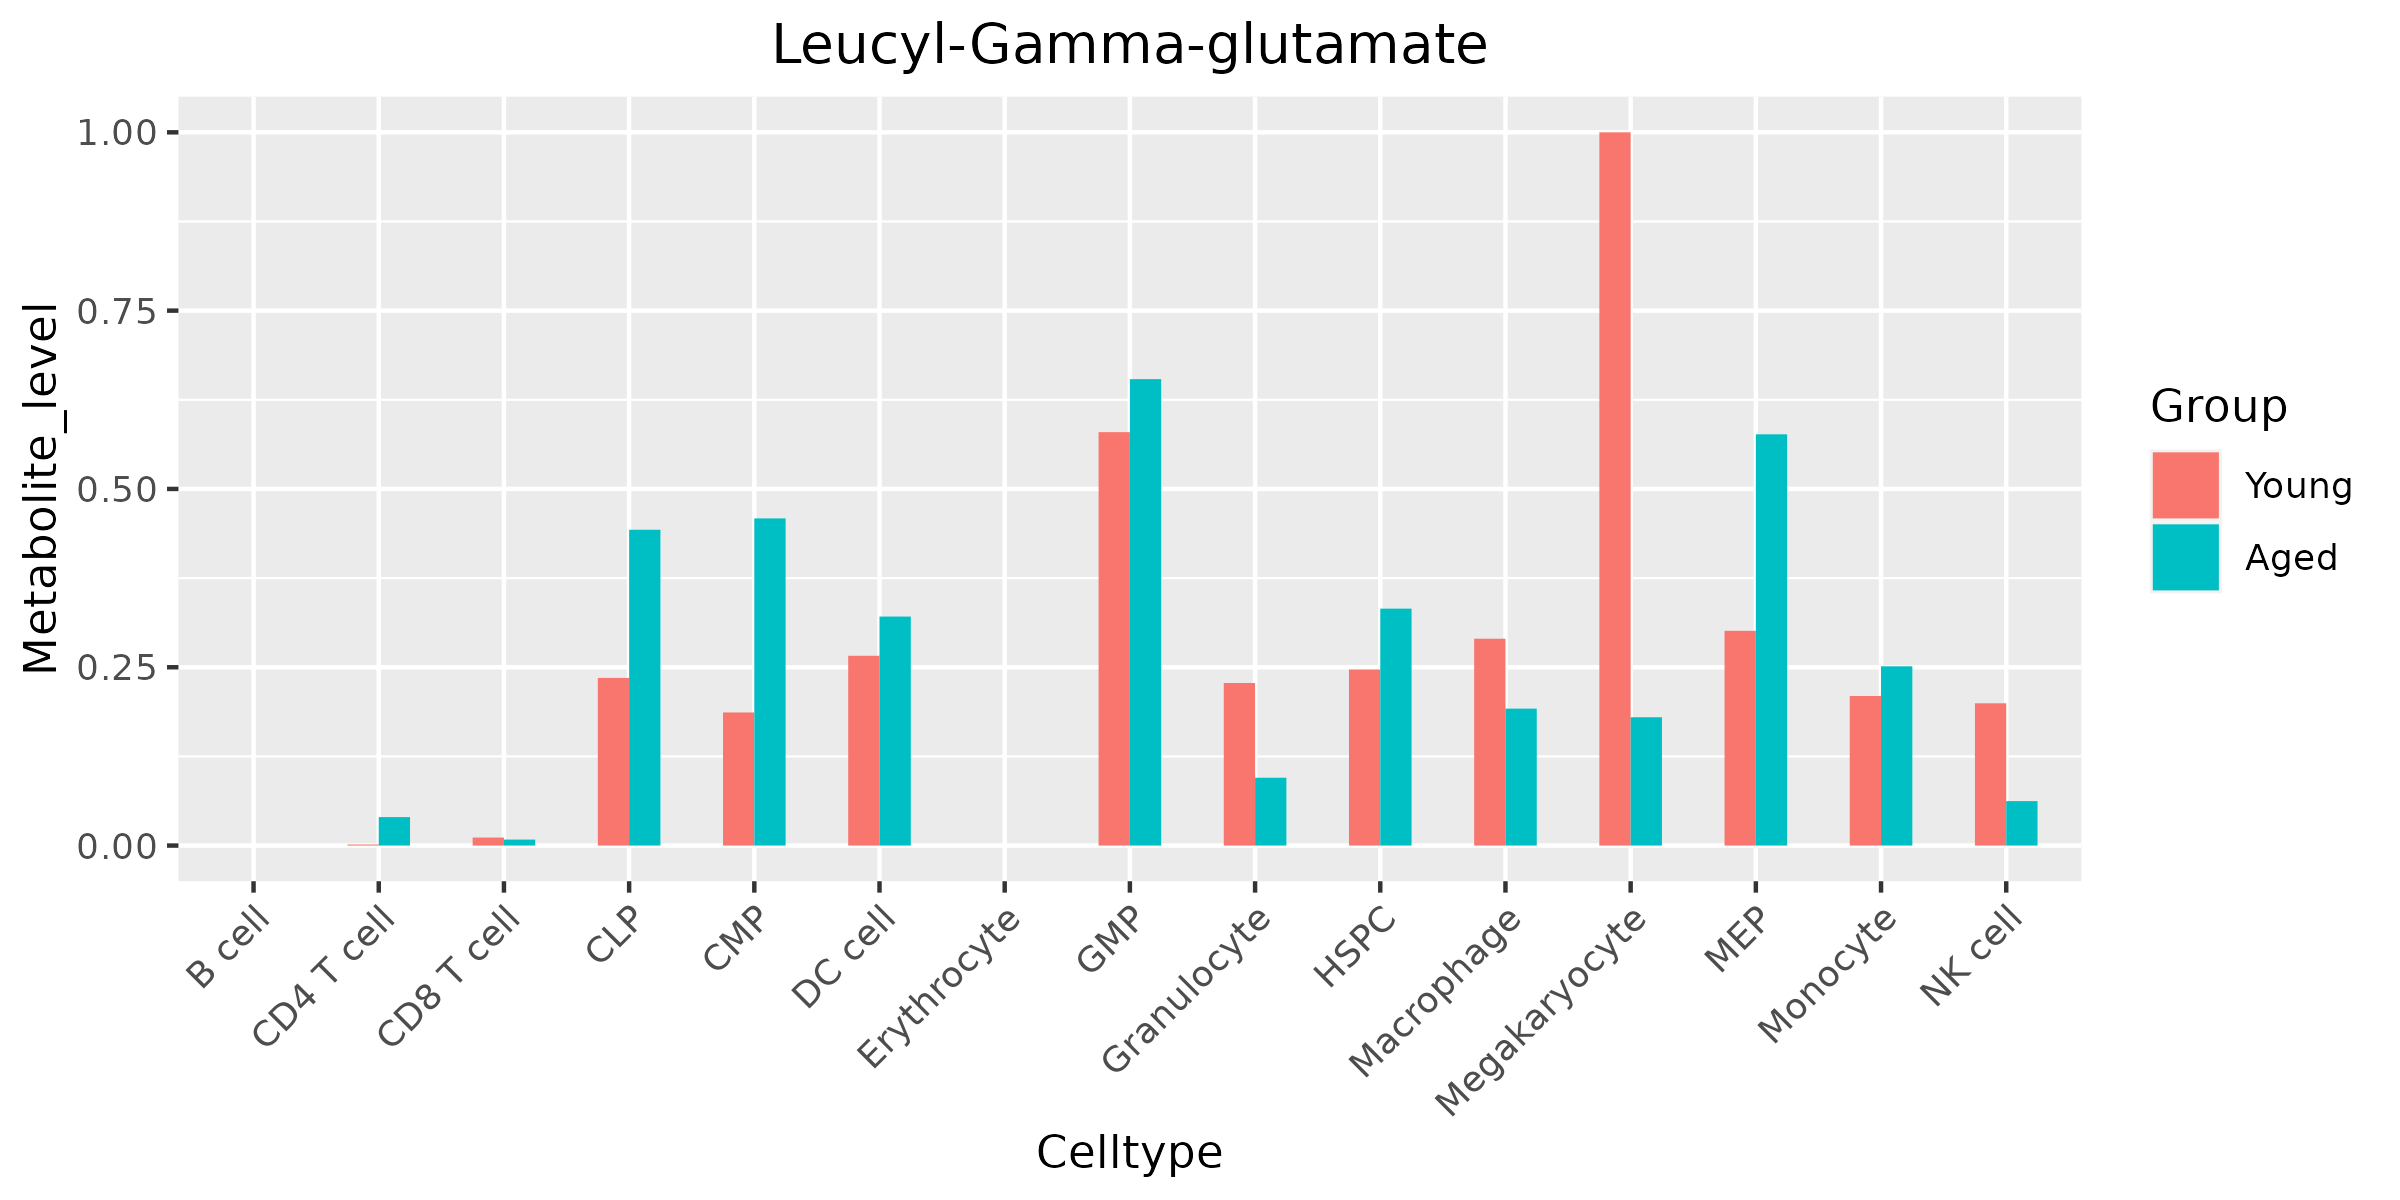 Leucyl-Gamma-glutamate
Metabolite_level
1.00
0.75
0.50
0.25
0.00
B cell
CD4 T cell
CD8 T cell
CLP
CMP
DC cell
Erythrocyte
GMP
Granulocyte
HSPC
Macrophage
Megakaryocyte
MEP
Monocyte
NK cell
Celltype
Group
Young
Aged